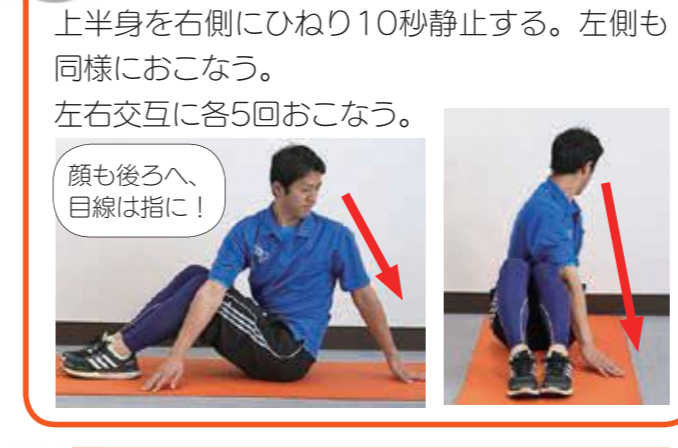 上半身を右側にひねり10秒静止する。左側も
同様におこなう。
左右交互に各5回おこなう。
顔も後ろへ、
目線は指に！